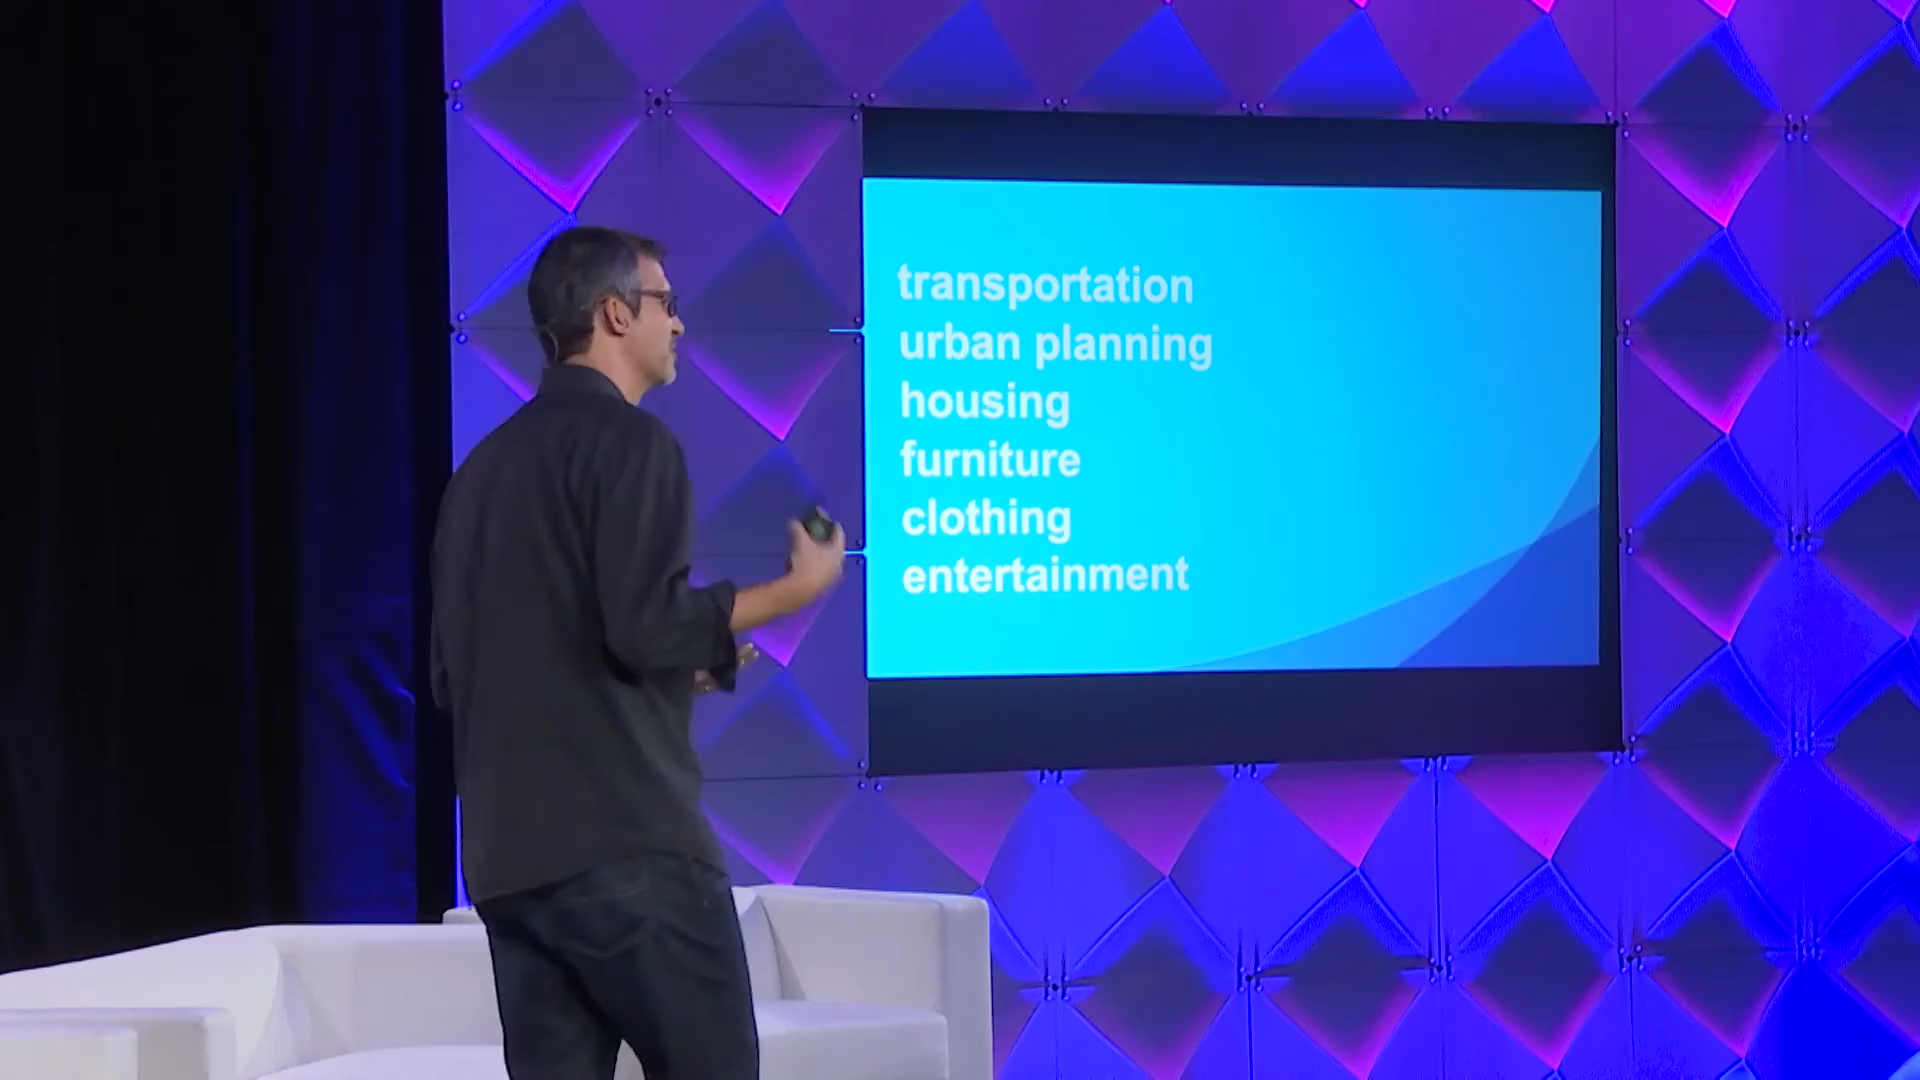 transportation
urban planning
housing
furniture
clothing
entertainment